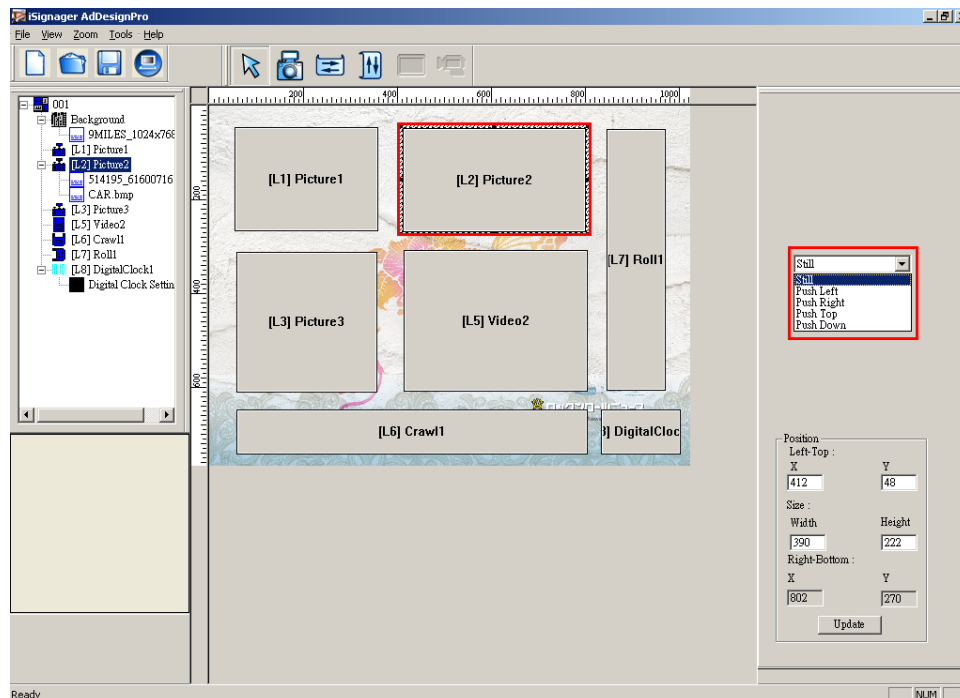 iSignager AdDesignPro
File View Zoom Tools Help
001
Background
9MILES_1024x768
[L1] Picture1
[L2] Picture2
514195_61600716
CAR.bmp
[L3] Picture3
[L5] Video2
[L6] Crawl1
[L7] Roll1
[L8] DigitalClock1
Digital Clock Settin
200 400 600 800 1000
200
400
600
[L1] Picture1
[L2] Picture2
[L7] Roll1
[L3] Picture3
[L5] Video2
[L6] Crawl1
8] DigitalCloc
Still
Still
Push Left
Push Right
Push Top
Push Down
Position
Left-Top :
X Y
412 48
Size :
Width Height
390 222
Right-Bottom :
X Y
802 270
Update
Ready
NUM